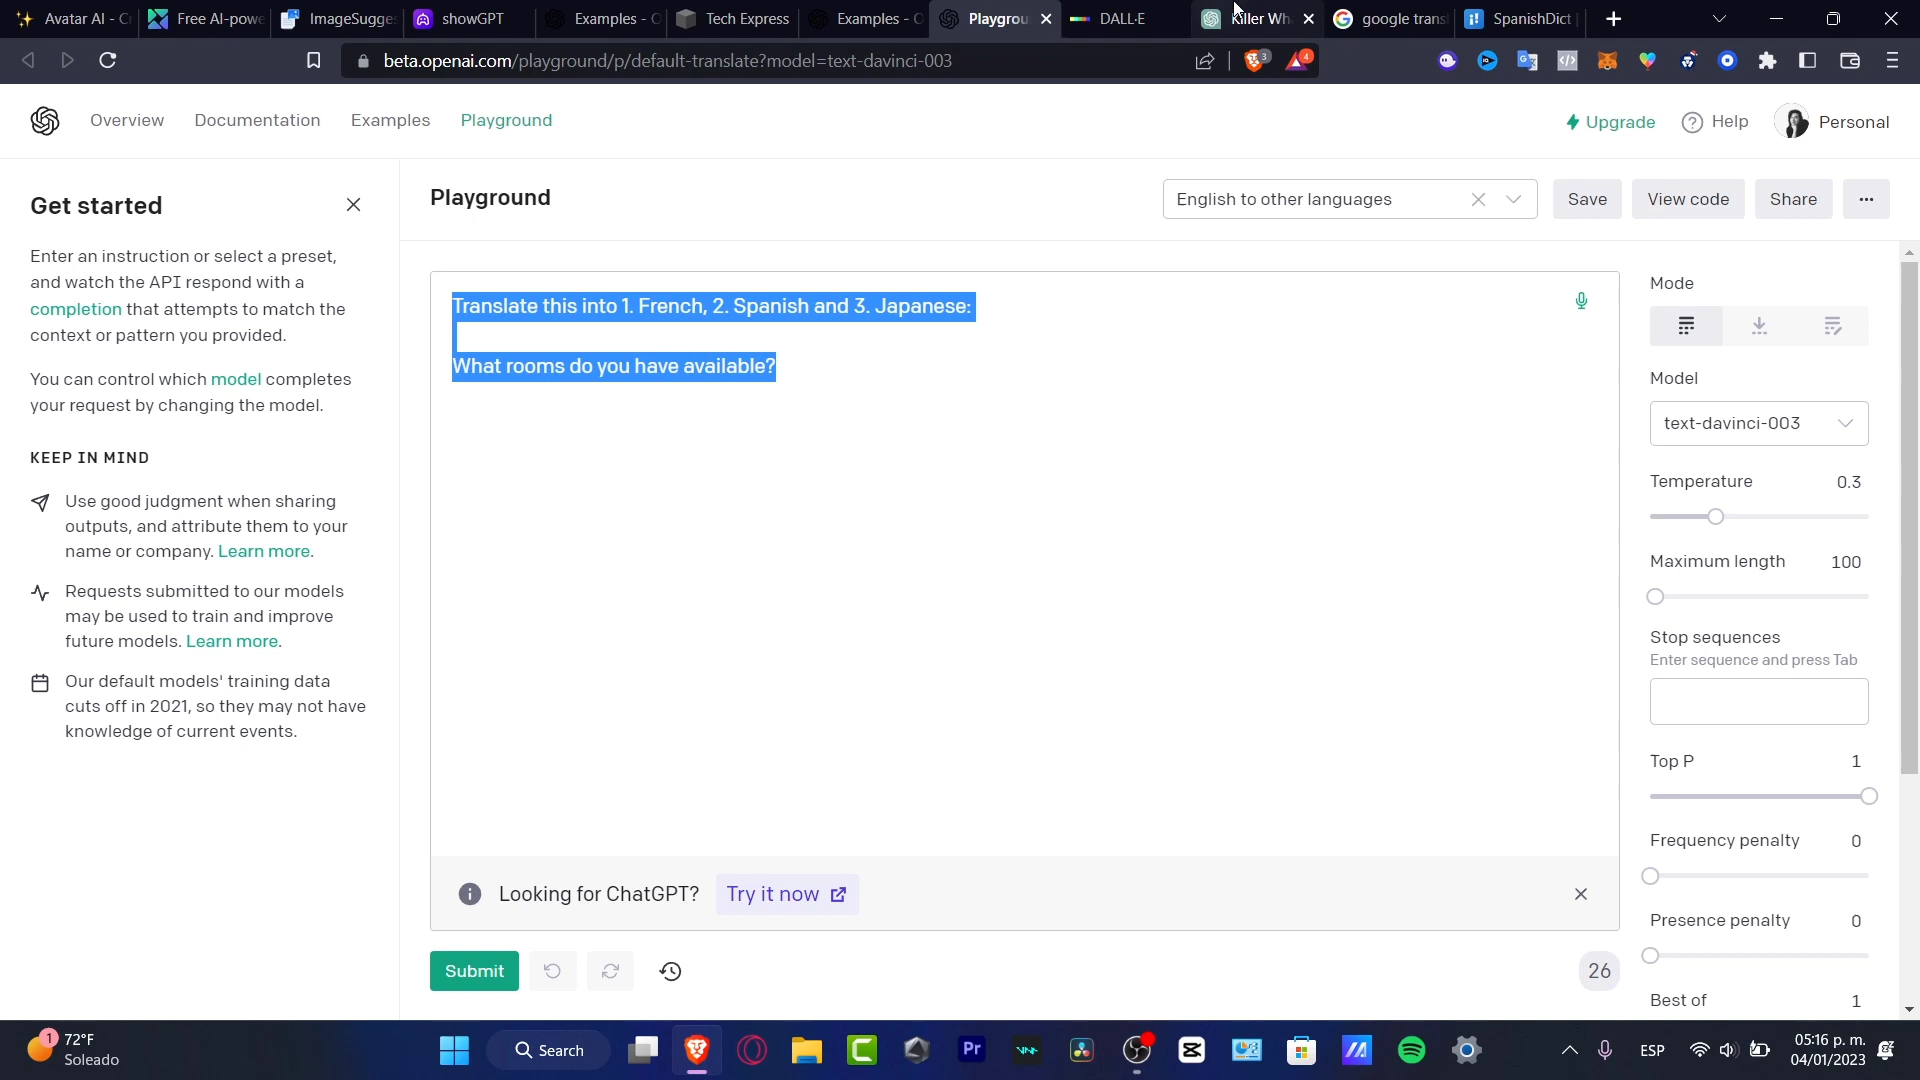 Avatar AI - C
Free AI-powe
ImageSugges
showGPT
Examples - O
Tech Express
Examples - O
Playgroun
DALL·E
Killer Wh
google trans
SpanishDict
beta.openai.com/playground/p/default-translate?model=text-davinci-003
3
4
Overview
Documentation
Examples
Playground
Upgrade
Help
Personal
Get started
Enter an instruction or select a preset,
and watch the API respond with a
completion that attempts to match the
context or pattern you provided.
You can control which model completes
your request by changing the model.
KEEP IN MIND
Use good judgment when sharing
outputs, and attribute them to your
name or company. Learn more.
Requests submitted to our models
may be used to train and improve
future models. Learn more.
Our default models' training data
cuts off in 2021, so they may not have
knowledge of current events.
Playground
English to other languages
Save
View code
Share
Translate this into 1. French, 2. Spanish and 3. Japanese:
What rooms do you have available?
Looking for ChatGPT? Try it now
Submit
26
Mode
Model
text-davinci-003
Temperature 0.3
Maximum length 100
Stop sequences
Enter sequence and press Tab
Top P 1
Frequency penalty 0
Presence penalty 0
Best of 1
1
72°F
Soleado
Search
Pr
ESP
05:16 p. m.
04/01/2023